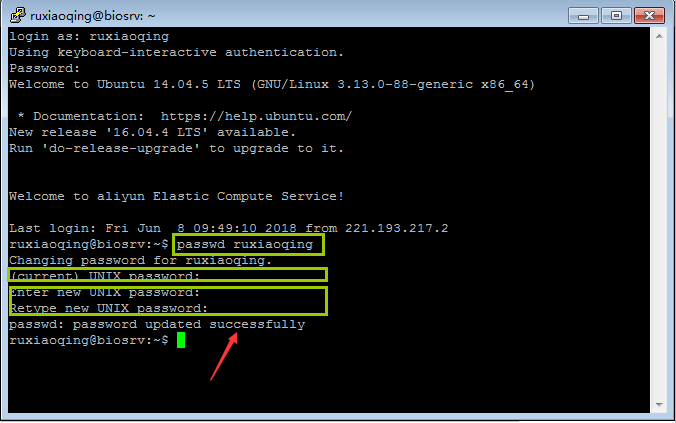 ruxiaoqing@biosrv: ~
login as: ruxiaoqing
Using keyboard-interactive authentication.
Password:
Welcome to Ubuntu 14.04.5 LTS (GNU/Linux 3.13.0-88-generic x86_64)
* Documentation:  https://help.ubuntu.com/
New release '16.04.4 LTS' available.
Run 'do-release-upgrade' to upgrade to it.
Welcome to aliyun Elastic Compute Service!
Last login: Fri Jun  8 09:49:10 2018 from 221.193.217.2
ruxiaoqing@biosrv:~$ passwd ruxiaoqing
Changing password for ruxiaoqing.
(current) UNIX password:
Enter new UNIX password:
Retype new UNIX password:
passwd: password updated successfully
ruxiaoqing@biosrv:~$